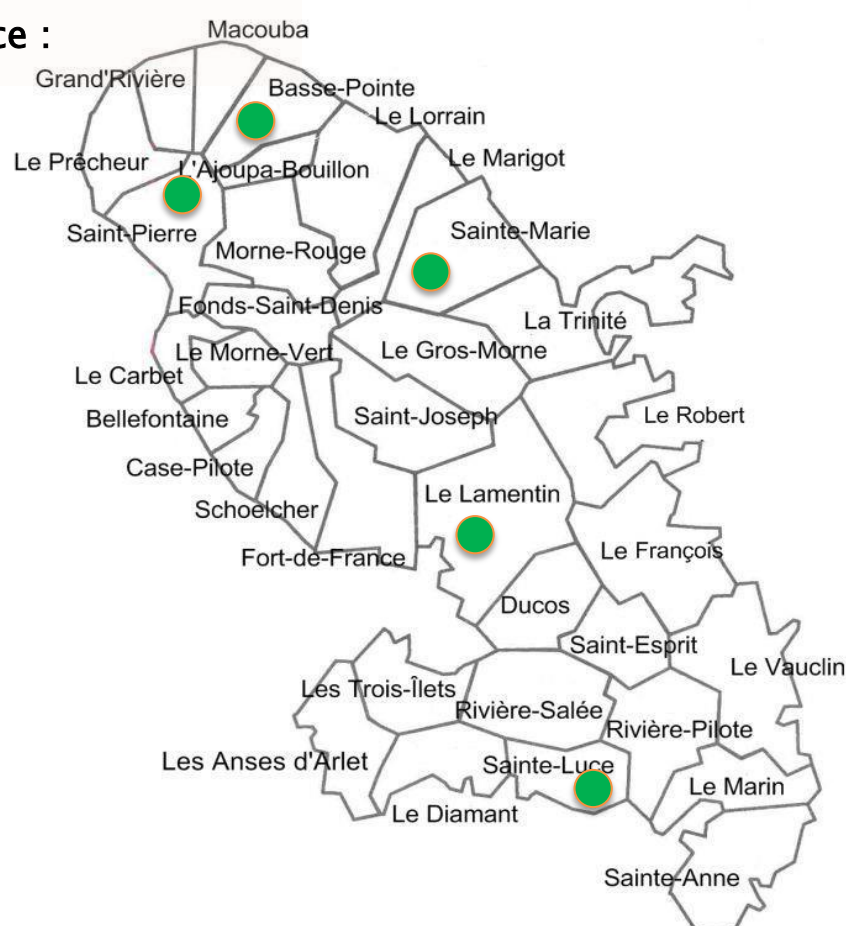 ce :
Macouba
Grand'Rivière
Basse-Pointe
Le Lorrain
Le Prêcheur
L'Ajoupa-Bouillon
Le Marigot
Saint-Pierre
Morne-Rouge
Sainte-Marie
Fonds-Saint-Denis
La Trinité
Le Morne-Vert
Le Gros-Morne
Le Carbet
Bellefontaine
Saint-Joseph
Le Robert
Case-Pilote
Le Lamentin
Schoelcher
Fort-de-France
Le François
Ducos
Saint-Esprit
Le Vauclin
Les Trois-Îlets
Rivière-Salée
Rivière-Pilote
Les Anses d'Arlet
Sainte-Luce
Le Marin
Le Diamant
Sainte-Anne